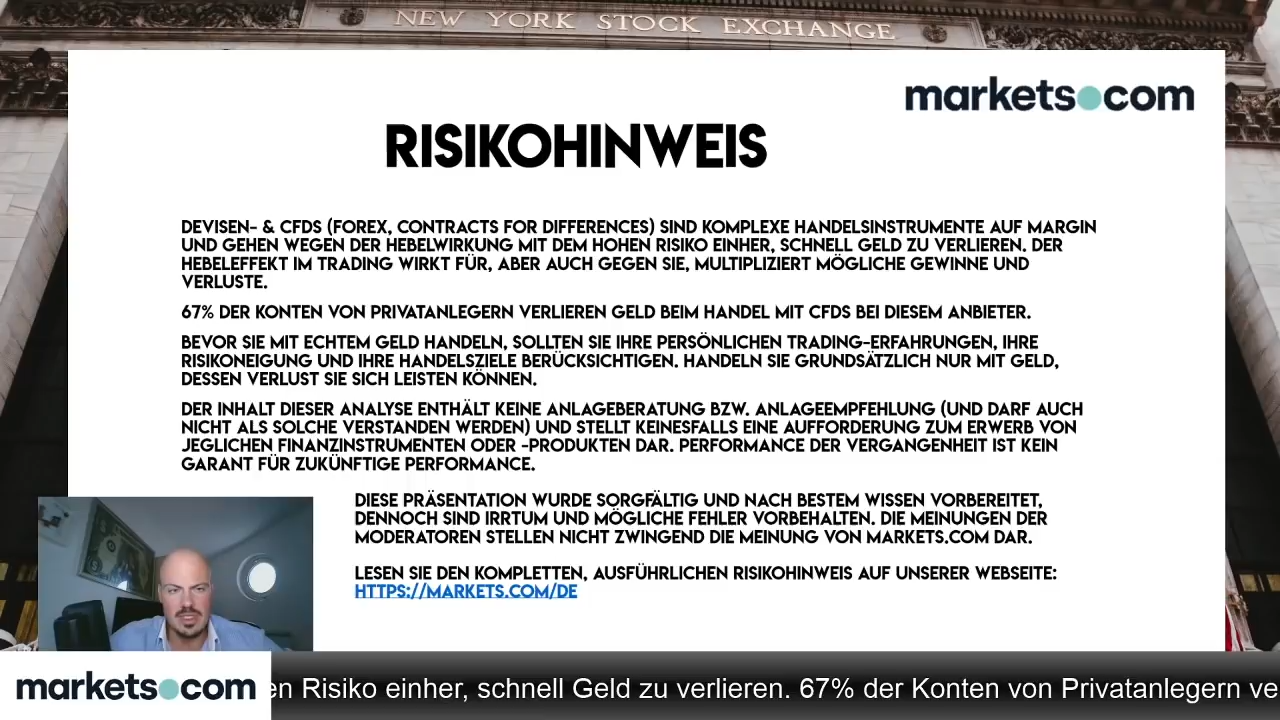 NEW YORK STOCK EXCHANGE
markets.com
RISIKOHINWEIS
DEVISEN- & CFDS (FOREX, CONTRACTS FOR DIFFERENCES) SIND KOMPLEXE HANDELSINSTRUMENTE AUF MARGIN
UND GEHEN WEGEN DER HEBELWIRKUNG MIT DEM HOHEN RISIKO EINHER, SCHNELL GELD ZU VERLIEREN. DER
HEBELEFFEKT IM TRADING WIRKT FÜR, ABER AUCH GEGEN SIE, MULTIPLIZIERT MÖGLICHE GEWINNE UND
VERLUSTE.
67% DER KONTEN VON PRIVATANLEGERN VERLIEREN GELD BEIM HANDEL MIT CFDS BEI DIESEM ANBIETER.
BEVOR SIE MIT ECHTEM GELD HANDELN, SOLLTEN SIE IHRE PERSÖNLICHEN TRADING-ERFAHRUNGEN, IHRE
RISIKONEIGUNG UND IHRE HANDELSZIELE BERÜCKSICHTIGEN. HANDELN SIE GRUNDSÄTZLICH NUR MIT GELD,
DESSEN VERLUST SIE SICH LEISTEN KÖNNEN.
DER INHALT DIESER ANALYSE ENTHÄLT KEINE ANLAGEBERATUNG BZW. ANLAGEEMPFEHLUNG (UND DARF AUCH
NICHT ALS SOLCHE VERSTANDEN WERDEN) UND STELLT KEINESFALLS EINE AUFFORDERUNG ZUM ERWERB VON
JEGLICHEN FINANZINSTRUMENTEN ODER -PRODUKTEN DAR. PERFORMANCE DER VERGANGENHEIT IST KEIN
GARANT FÜR ZUKÜNFTIGE PERFORMANCE.
DIESE PRÄSENTATION WURDE SORGFÄLTIG UND NACH BESTEM WISSEN VORBEREITET,
DENNOCH SIND IRRTUM UND MÖGLICHE FEHLER VORBEHALTEN. DIE MEINUNGEN DER
MODERATOREN STELLEN NICHT ZWINGEND DIE MEINUNG VON MARKETS.COM DAR.
LESEN SIE DEN KOMPLETTEN, AUSFÜHRLICHEN RISIKOHINWEIS AUF UNSERER WEBSEITE:
HTTPS://MARKETS.COM/DE
markets.com
en Risiko einher, schnell Geld zu verlieren. 67% der Konten von Privatanlegern ve